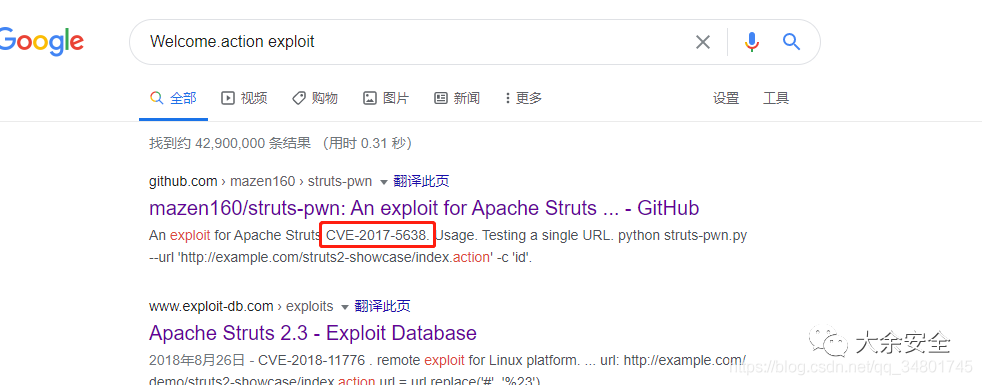 Google
Welcome.action exploit
全部 视频 购物 图片 新闻 更多 设置 工具
找到约 42,900,000 条结果 （用时 0.31 秒）
github.com › mazen160 › struts-pwn 翻译此页
mazen160/struts-pwn: An exploit for Apache Struts ... - GitHub
An exploit for Apache Struts CVE-2017-5638. Usage. Testing a single URL. python struts-pwn.py
--url 'http://example.com/struts2-showcase/index.action' -c 'id'.
www.exploit-db.com › exploits 翻译此页
Apache Struts 2.3 - Exploit Database
2018年8月26日 - CVE-2018-11776 . remote exploit for Linux platform. ... url: http://example.com/
demo/struts2-showcase/index.action url = url.replace('#', '%23')
大余安全
https://blog.csdn.net/qq_34801745